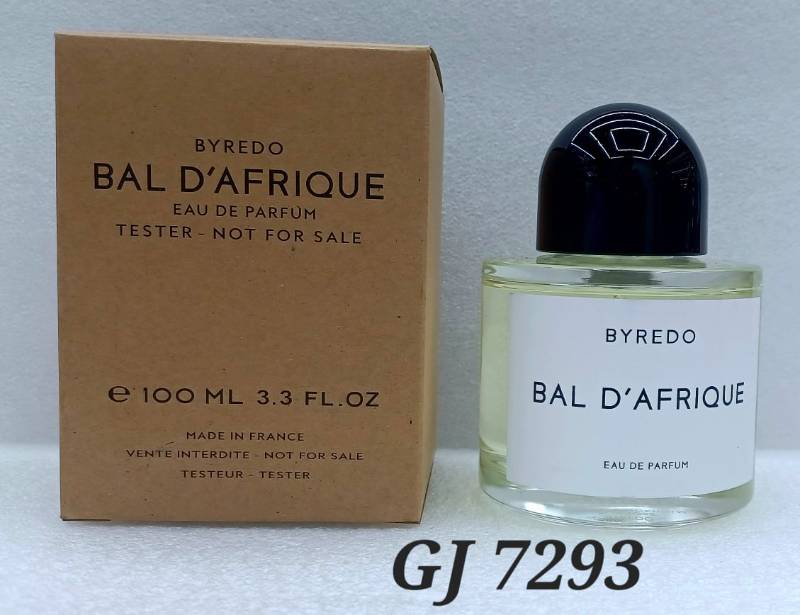 BYREDO
BAL D'AFRIQUE
EAU DE PARFUM
TESTER - NOT FOR SALE
℮ 100 ML 3.3 FL.OZ
MADE IN FRANCE
VENTE INTERDITE - NOT FOR SALE
TESTEUR - TESTER
BYREDO
BAL D'AFRIQUE
EAU DE PARFUM
GJ 7293